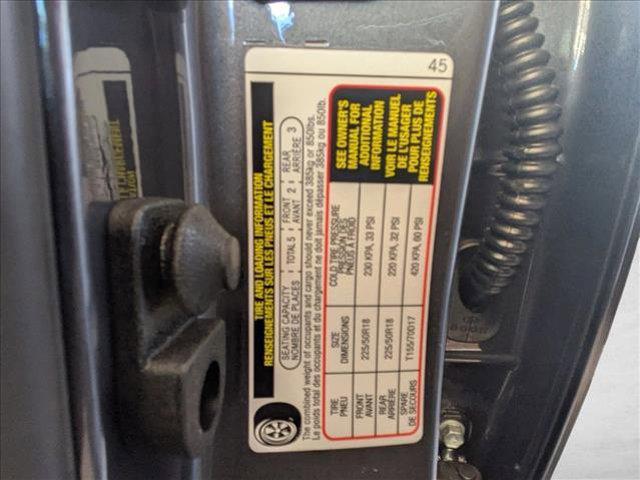 45
TIRE AND LOADING INFORMATION
RENSEIGNEMENTS SUR LES PNEUS ET LE CHARGEMENT
SEATING CAPACITY TOTAL 5 FRONT 2 REAR 3
NOMBRE DE PLACES AVANT ARRIÈRE
The combined weight of occupants and cargo should never exceed 385kg or 850lbs.
Le poids total des occupants et du chargement ne doit jamais dépasser 385kg ou 850lb.
TIRE SIZE COLD TIRE PRESSURE
PNEU DIMENSIONS PRESSION DES
PNEUS A FROID
FRONT 225/50R18 230 KPA, 33 PSI
AVANT
REAR 225/50R18 220 KPA, 32 PSI
ARRIÈRE
SPARE T155/70D17 420 KPA, 60 PSI
DE SECOURS
SEE OWNER'S
MANUAL FOR
ADDITIONAL
INFORMATION
VOIR LE MANUEL
DE L'USAGER
POUR PLUS DE
RENSEIGNEMENTS